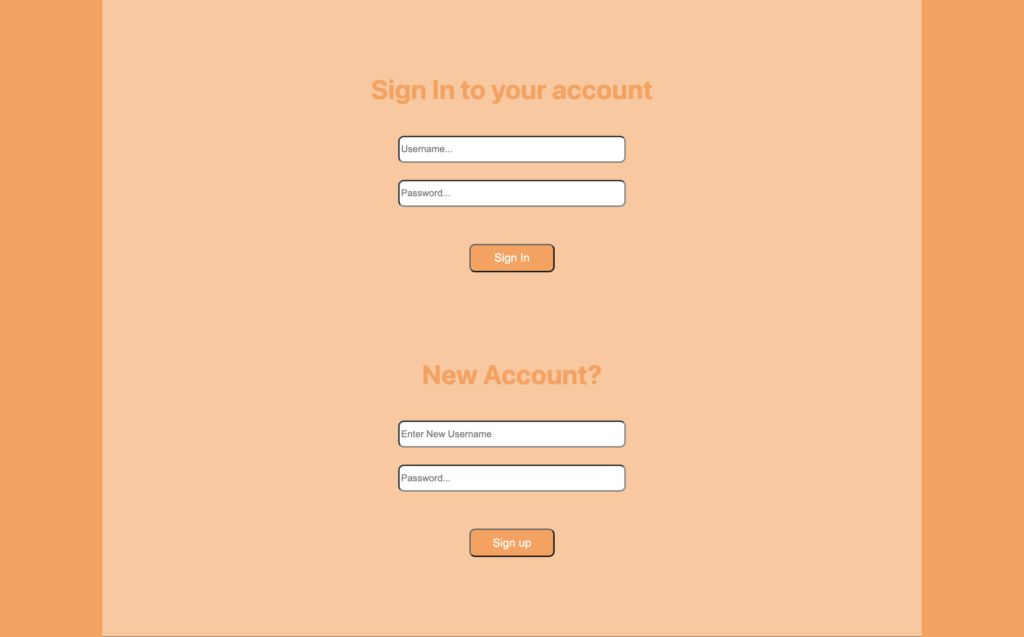 Sign In to your account
Username...
Password...
Sign In
New Account?
Enter New Username
Password...
Sign up